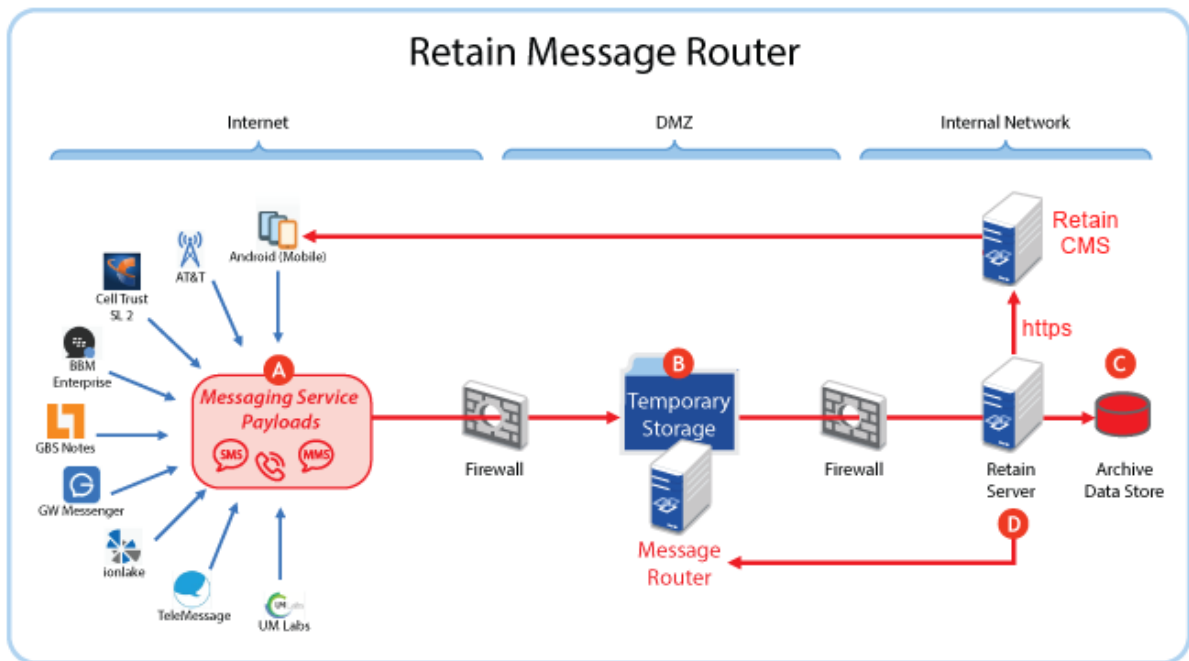 Retain Message Router
Internet
DMZ
Internal Network
Android (Mobile)
AT&T
Cell Trust
SL 2
BBM
Enterprise
GBS Notes
GW Messenger
ionlake
TeleMessage
UM Labs
UM Labs
A
Messaging Service
Payloads
SMS
MMS
Firewall
B
Temporary
Storage
Message
Router
Firewall
Retain
CMS
https
Retain
Server
C
Archive
Data Store
D